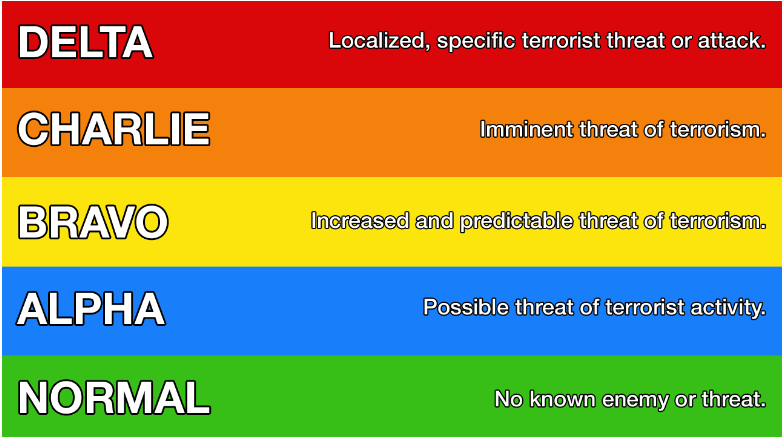 DELTA Localized, specific terrorist threat or attack.
CHARLIE Imminent threat of terrorism.
BRAVO Increased and predictable threat of terrorism.
ALPHA Possible threat of terrorist activity.
NORMAL No known enemy or threat.